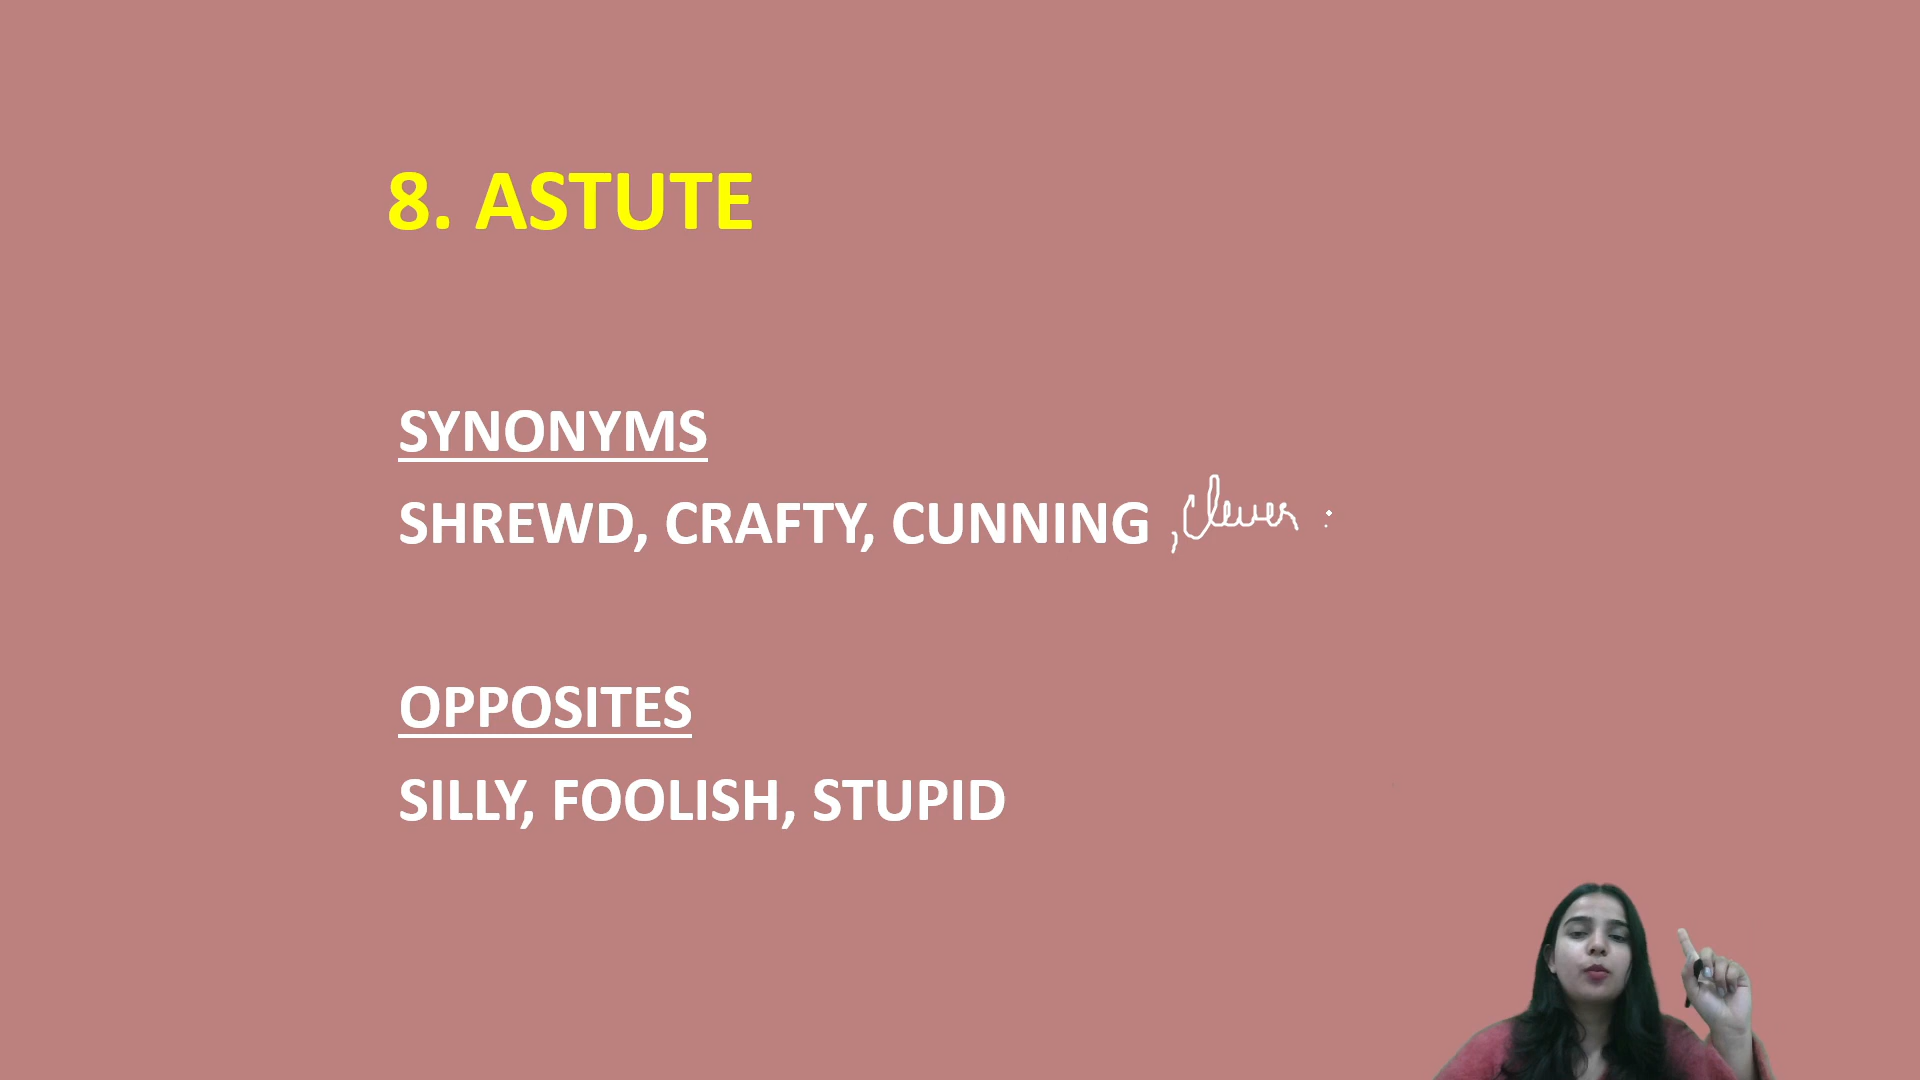 8. ASTUTE
SYNONYMS
SHREWD, CRAFTY, CUNNING , Clever :
OPPOSITES
SILLY, FOOLISH, STUPID